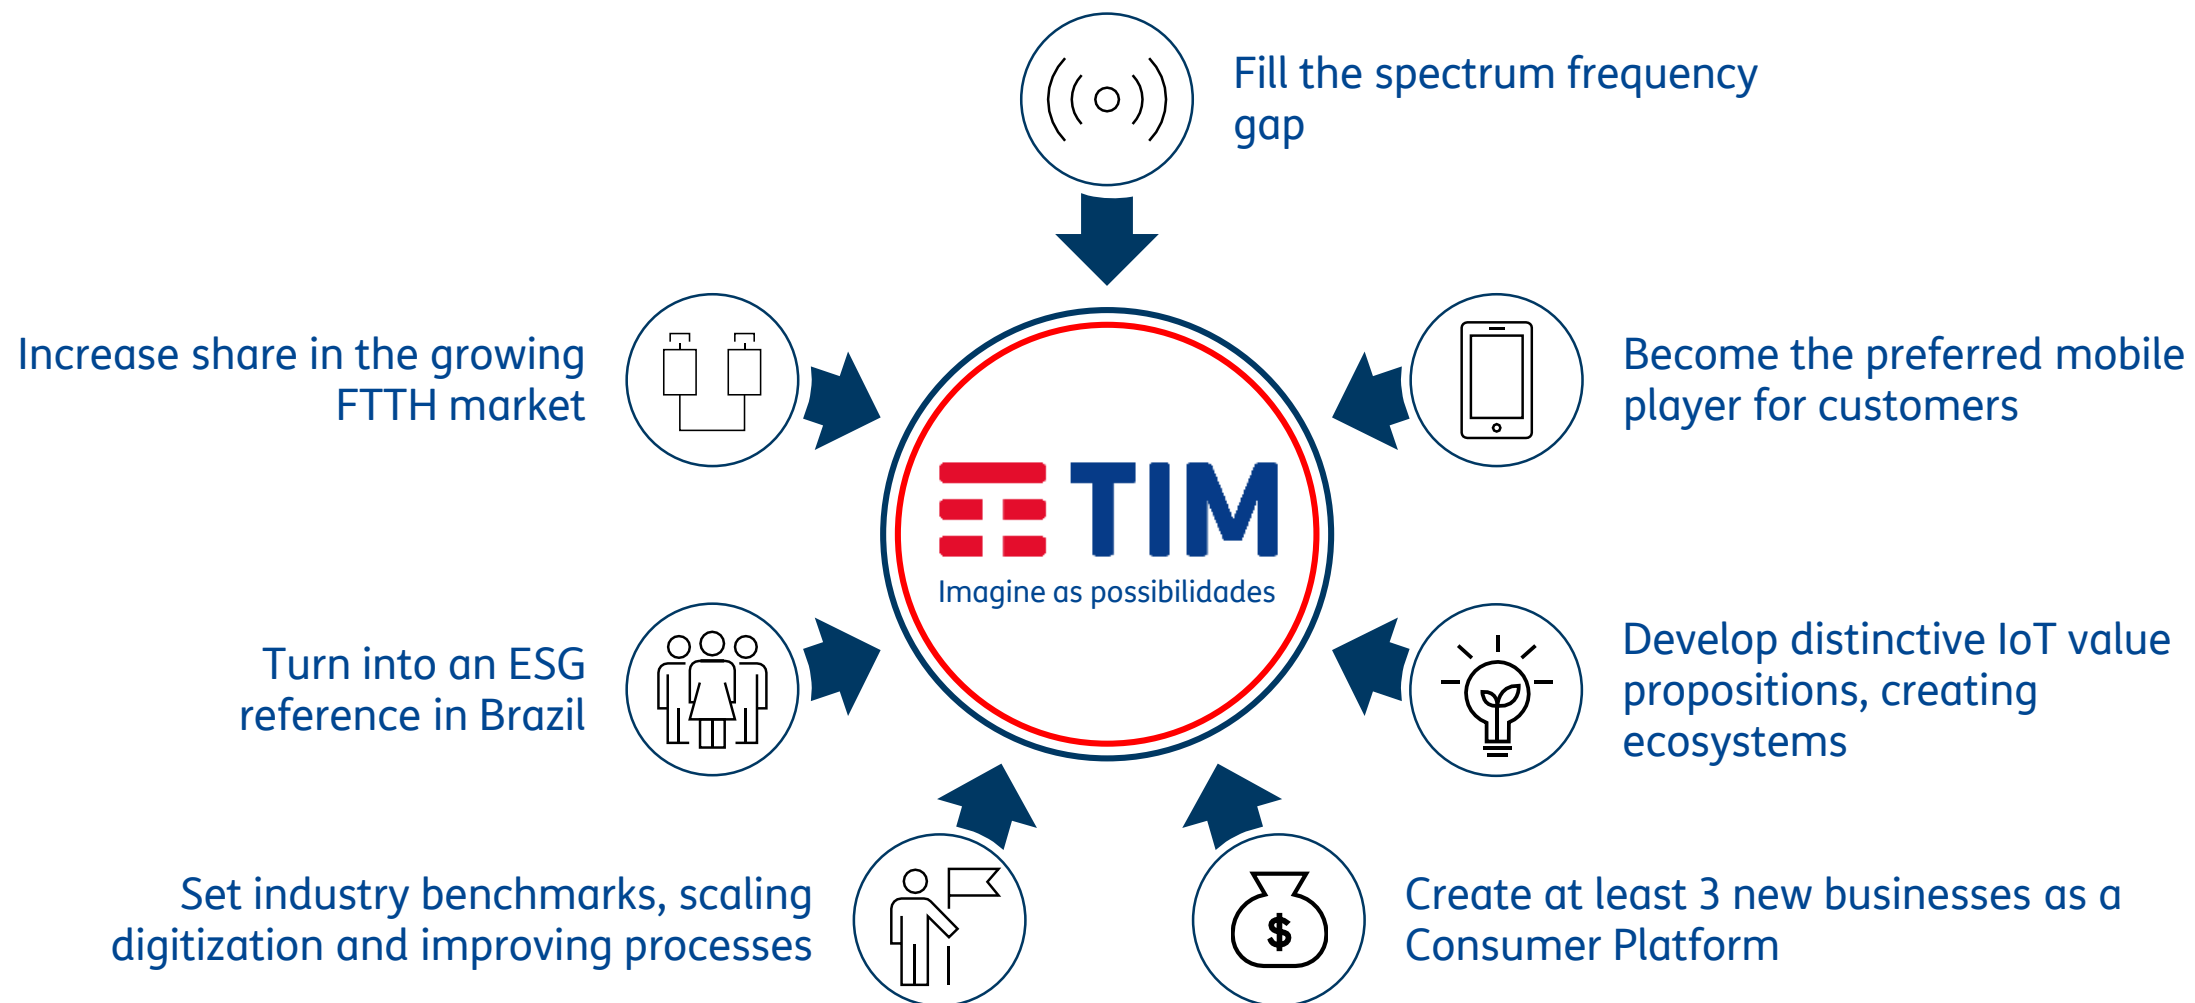 Fill the spectrum frequency
gap
Increase share in the growing
FTTH market
Become the preferred mobile
player for customers
TIM
Imagine as possibilidades
Turn into an ESG
reference in Brazil
Develop distinctive IoT value
propositions, creating
ecosystems
Set industry benchmarks, scaling
digitization and improving processes
$
Create at least 3 new businesses as a
Consumer Platform